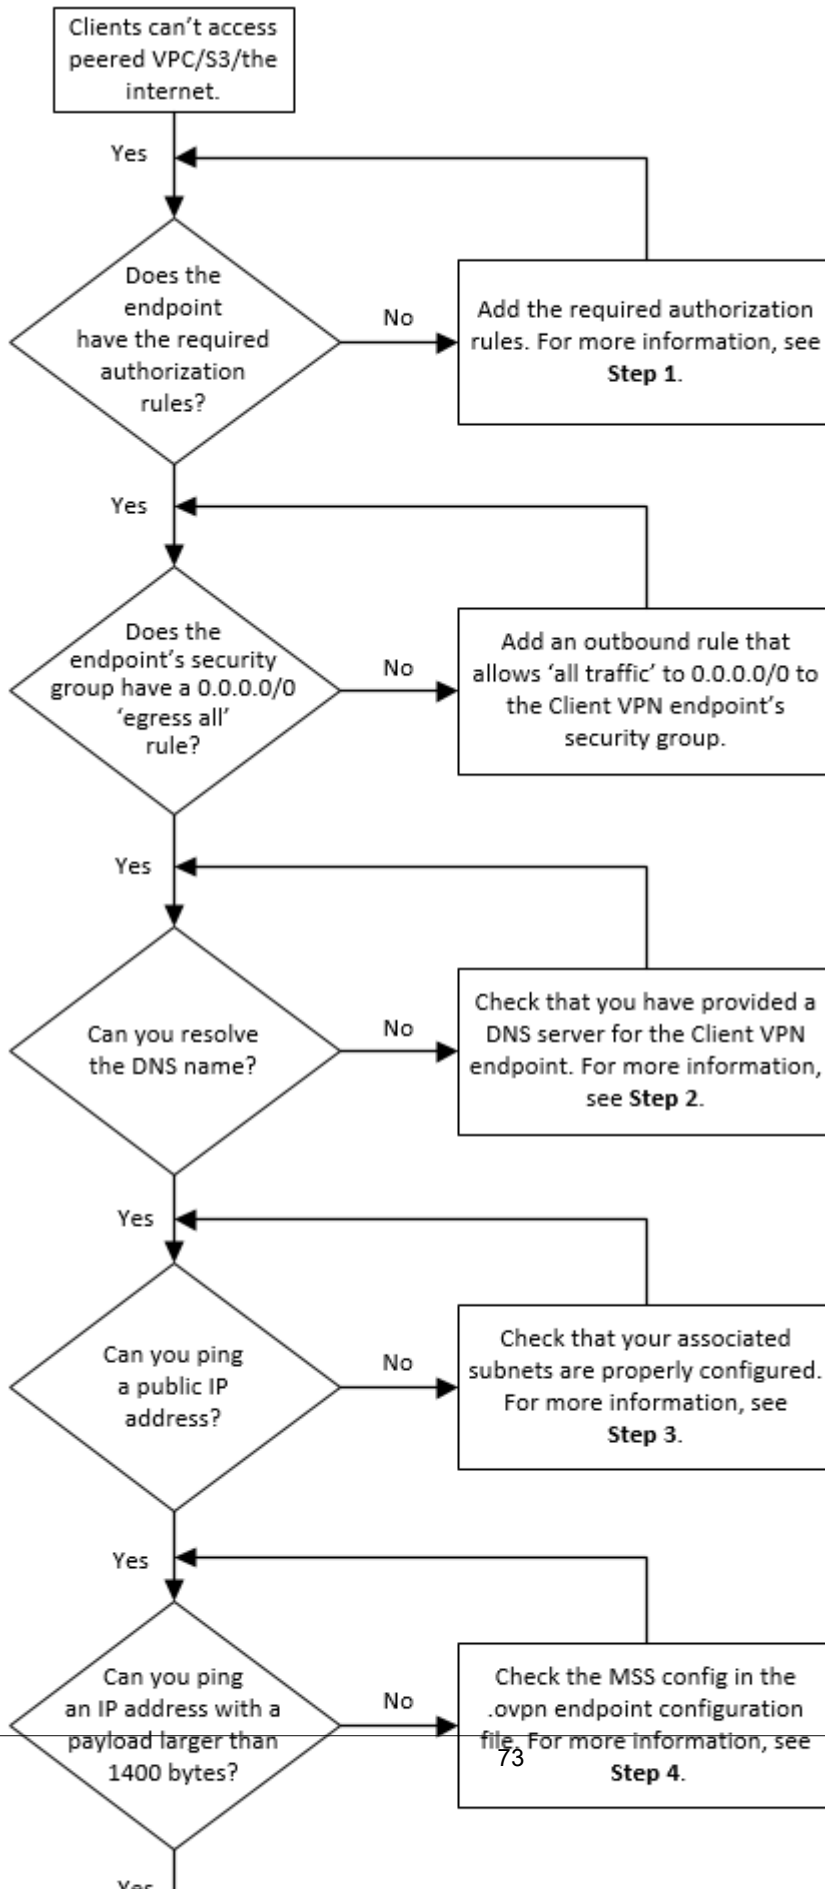 Clients can’t access
peered VPC/S3/the
internet.
Yes
Does the
endpoint
have the required
authorization
rules?
No
Add the required authorization
rules. For more information, see
Step 1.
Yes
Does the
endpoint’s security
group have a 0.0.0.0/0
‘egress all’
rule?
No
Add an outbound rule that
allows ‘all traffic’ to 0.0.0.0/0 to
the Client VPN endpoint’s
security group.
Yes
Can you resolve
the DNS name?
No
Check that you have provided a
DNS server for the Client VPN
endpoint. For more information,
see Step 2.
Yes
Can you ping
a public IP
address?
No
Check that your associated
subnets are properly configured.
For more information, see
Step 3.
Yes
Can you ping
an IP address with a
payload larger than
1400 bytes?
No
Check the MSS config in the
.ovpn endpoint configuration
file. For more information, see
Step 4.
73
Yes